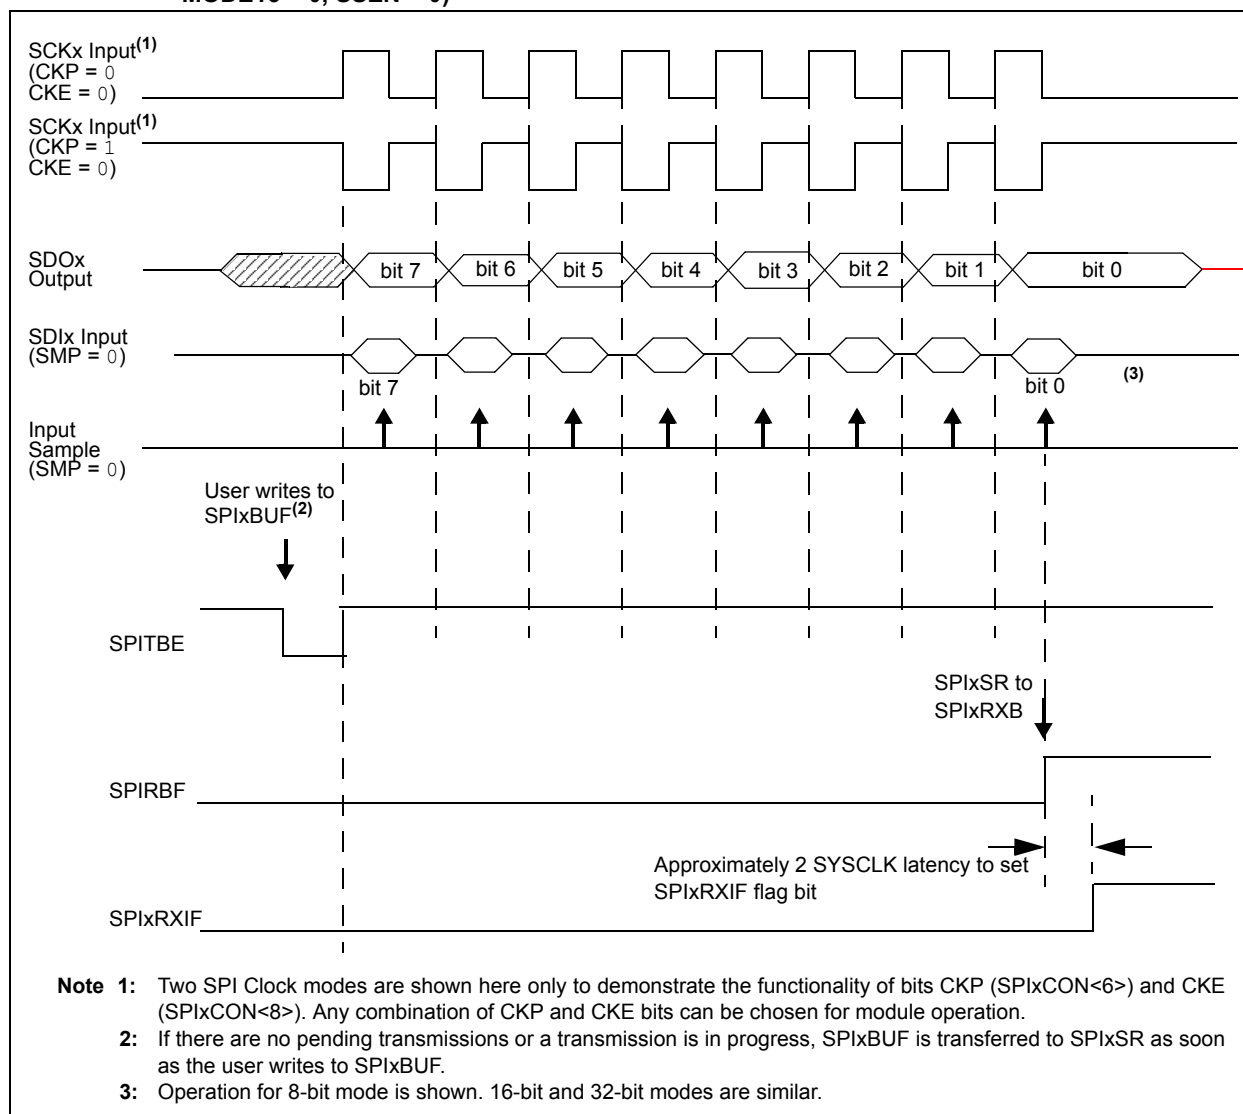 SCKx Input(1)
(CKP = 0
CKE = 0)
SCKx Input(1)
(CKP = 1
CKE = 0)
SDOx
Output
bit 7
bit 6
bit 5
bit 4
bit 3
bit 2
bit 1
bit 0
SDIx Input
(SMP = 0)
bit 7
bit 0
(3)
Input
Sample
(SMP = 0)
User writes to
SPIxBUF(2)
SPITBE
SPIxSR to
SPIxRXB
SPIRBF
Approximately 2 SYSCLK latency to set
SPIxRXIF flag bit
SPIxRXIF
Note 1: Two SPI Clock modes are shown here only to demonstrate the functionality of bits CKP (SPIxCON<6>) and CKE
(SPIxCON<8>). Any combination of CKP and CKE bits can be chosen for module operation.
2: If there are no pending transmissions or a transmission is in progress, SPIxBUF is transferred to SPIxSR as soon
as the user writes to SPIxBUF.
3: Operation for 8-bit mode is shown. 16-bit and 32-bit modes are similar.